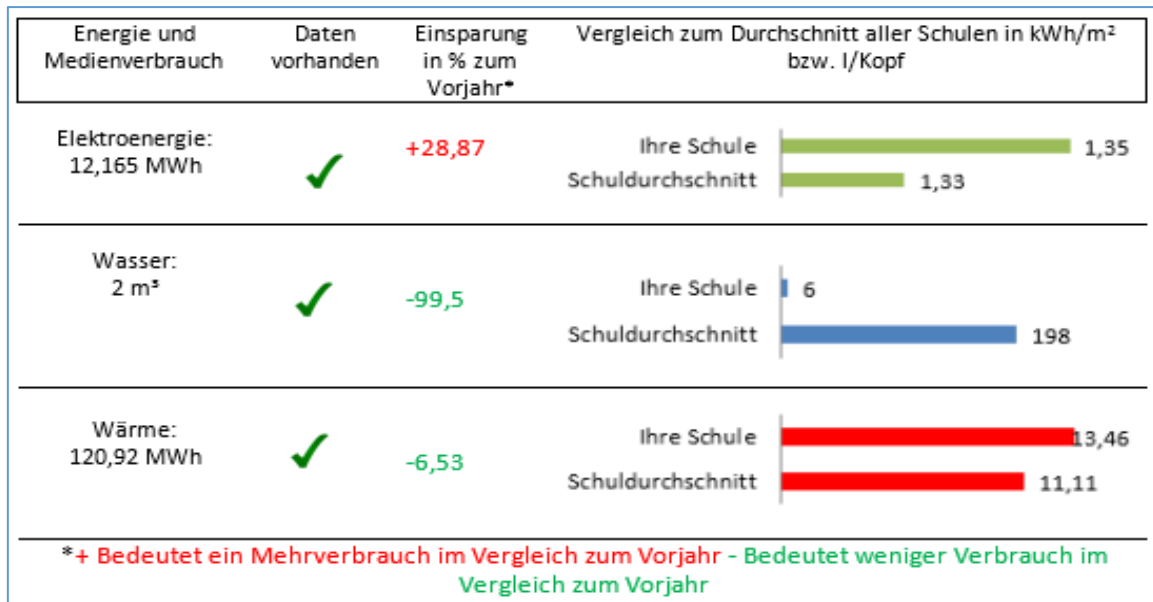 Energie und
Medienverbrauch
Daten
vorhanden
Einsparung
in % zum
Vorjahr*
Vergleich zum Durchschnitt aller Schulen in kWh/m²
bzw. l/Kopf
Elektroenergie:
12,165 MWh
+28,87
Ihre Schule
1,35
Schuldurchschnitt
1,33
Wasser:
2 m³
-99,5
Ihre Schule
6
Schuldurchschnitt
198
Wärme:
120,92 MWh
-6,53
Ihre Schule
13,46
Schuldurchschnitt
11,11
*+ Bedeutet ein Mehrverbrauch im Vergleich zum Vorjahr - Bedeutet weniger Verbrauch im
Vergleich zum Vorjahr